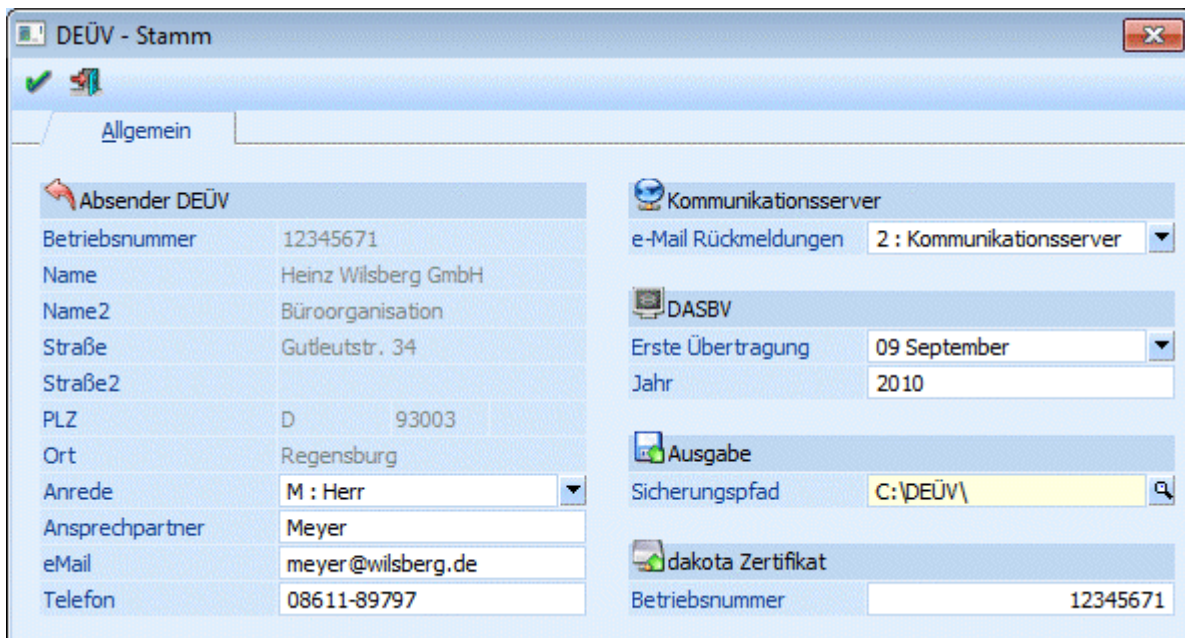 DEÜV - Stamm
Allgemein
Absender DEÜV
Betriebsnummer 12345671
Name Heinz Wilsberg GmbH
Name2 Büroorganisation
Straße Gutleutstr. 34
Straße2
PLZ D 93003
Ort Regensburg
Anrede M : Herr
Ansprechpartner Meyer
eMail meyer@wilsberg.de
Telefon 08611-89797
Kommunikationsserver
e-Mail Rückmeldungen 2 : Kommunikationsserver
DASBV
Erste Übertragung 09 September
Jahr 2010
Ausgabe
Sicherungspfad C:\DEÜV\
dakota Zertifikat
Betriebsnummer 12345671